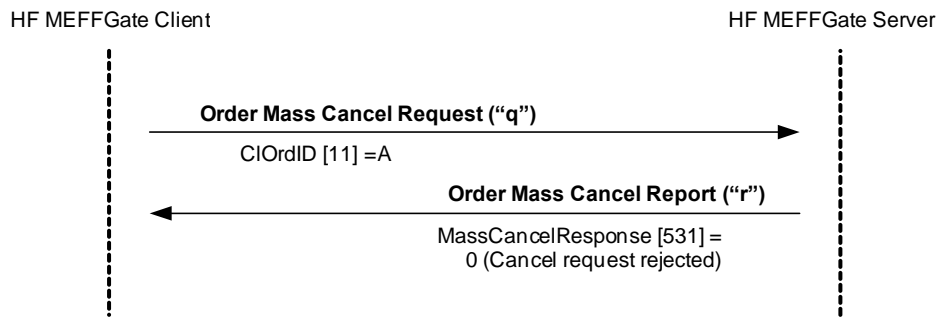 HF MEFFGate Client
HF MEFFGate Server
Order Mass Cancel Request (“q”)
ClOrdID [11] =A
Order Mass Cancel Report (“r”)
MassCancelResponse [531] =
0 (Cancel request rejected)